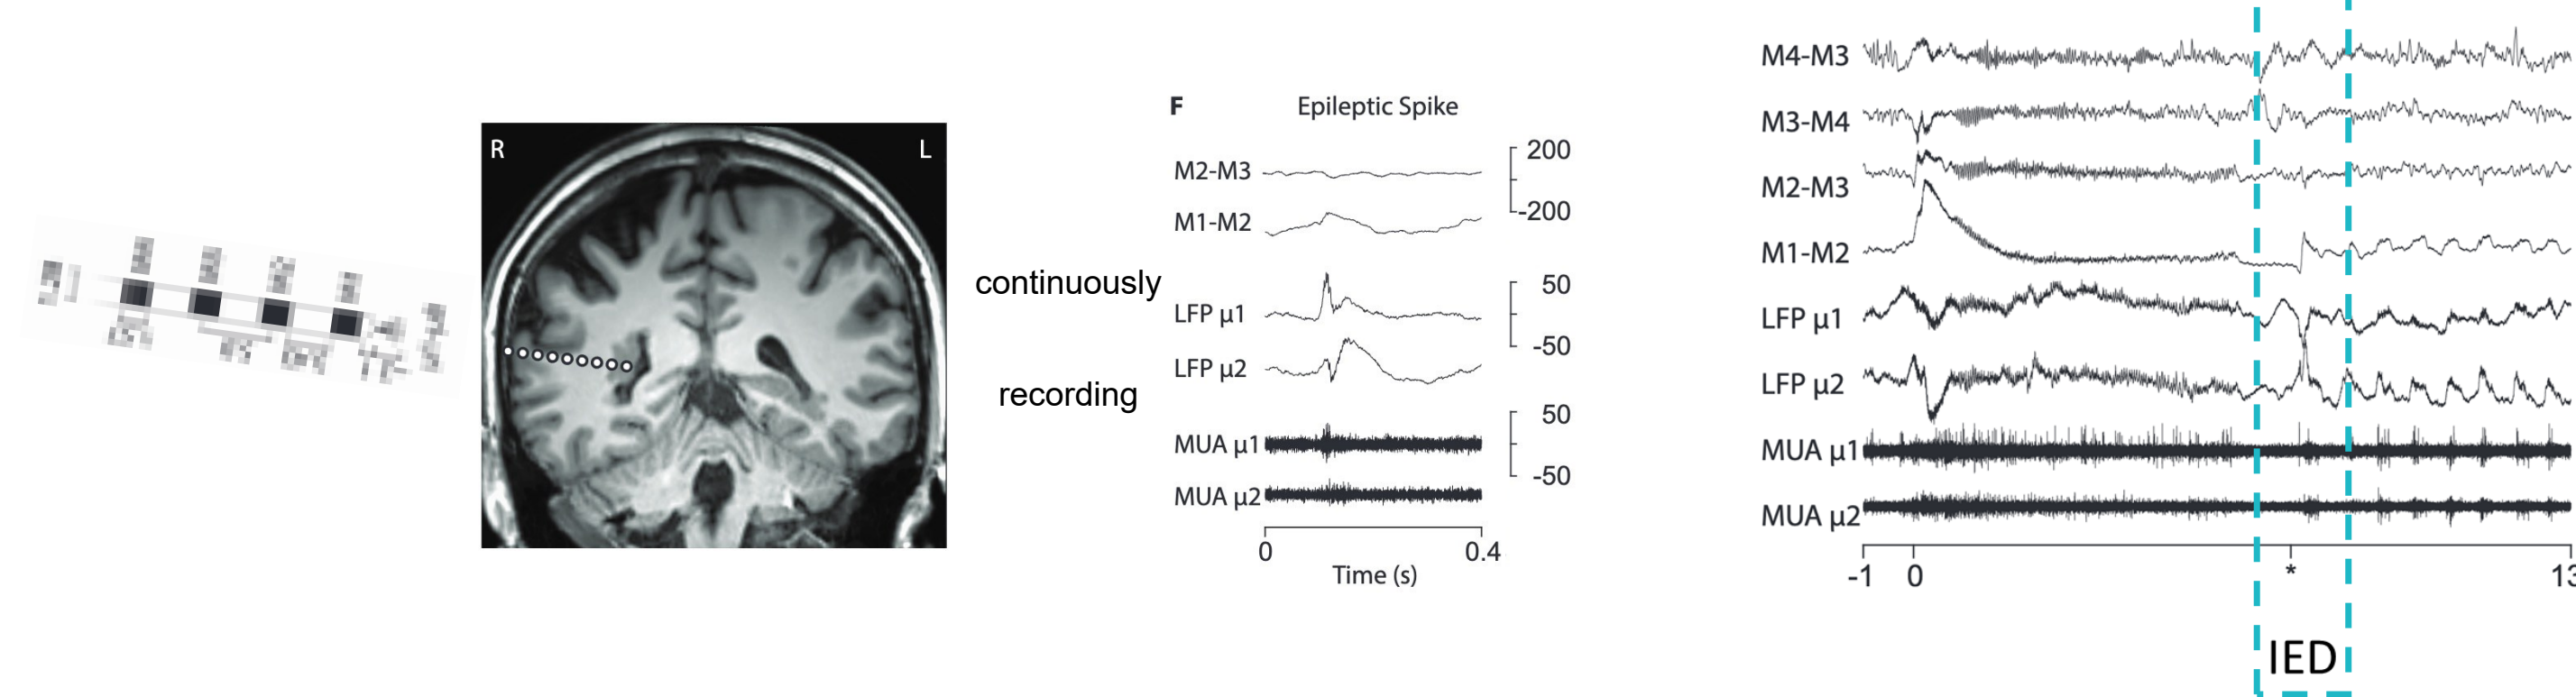 R
L
continuously
recording
F
Epileptic Spike
M2-M3
M1-M2
LFP µ1
LFP µ2
MUA µ1
MUA µ2
200
-200
50
-50
50
-50
0
0.4
Time (s)
M4-M3
M3-M4
M2-M3
M1-M2
LFP µ1
LFP µ2
MUA µ1
MUA µ2
-1
0
*
13
IED